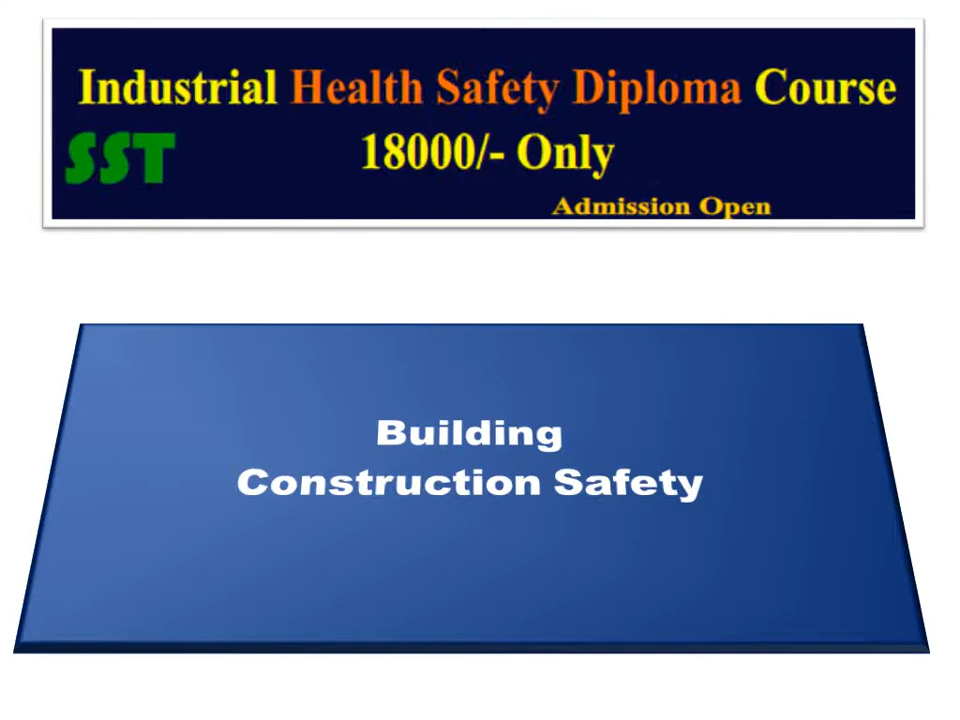 Industrial Health Safety Diploma Course
SST 18000/- Only
Admission Open
Building
Construction Safety